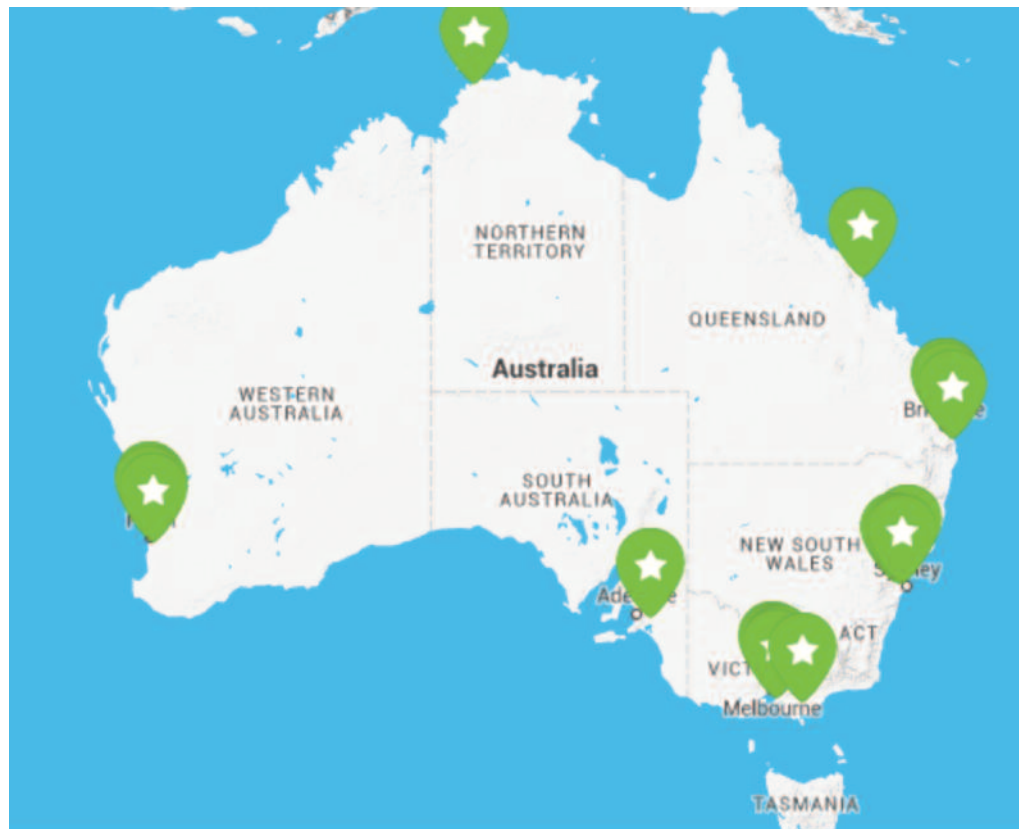 NORTHERN
TERRITORY
QUEENSLAND
Australia
WESTERN
AUSTRALIA
SOUTH
AUSTRALIA
NEW SOUTH
WALES
ACT
Melbourne
TASMANIA